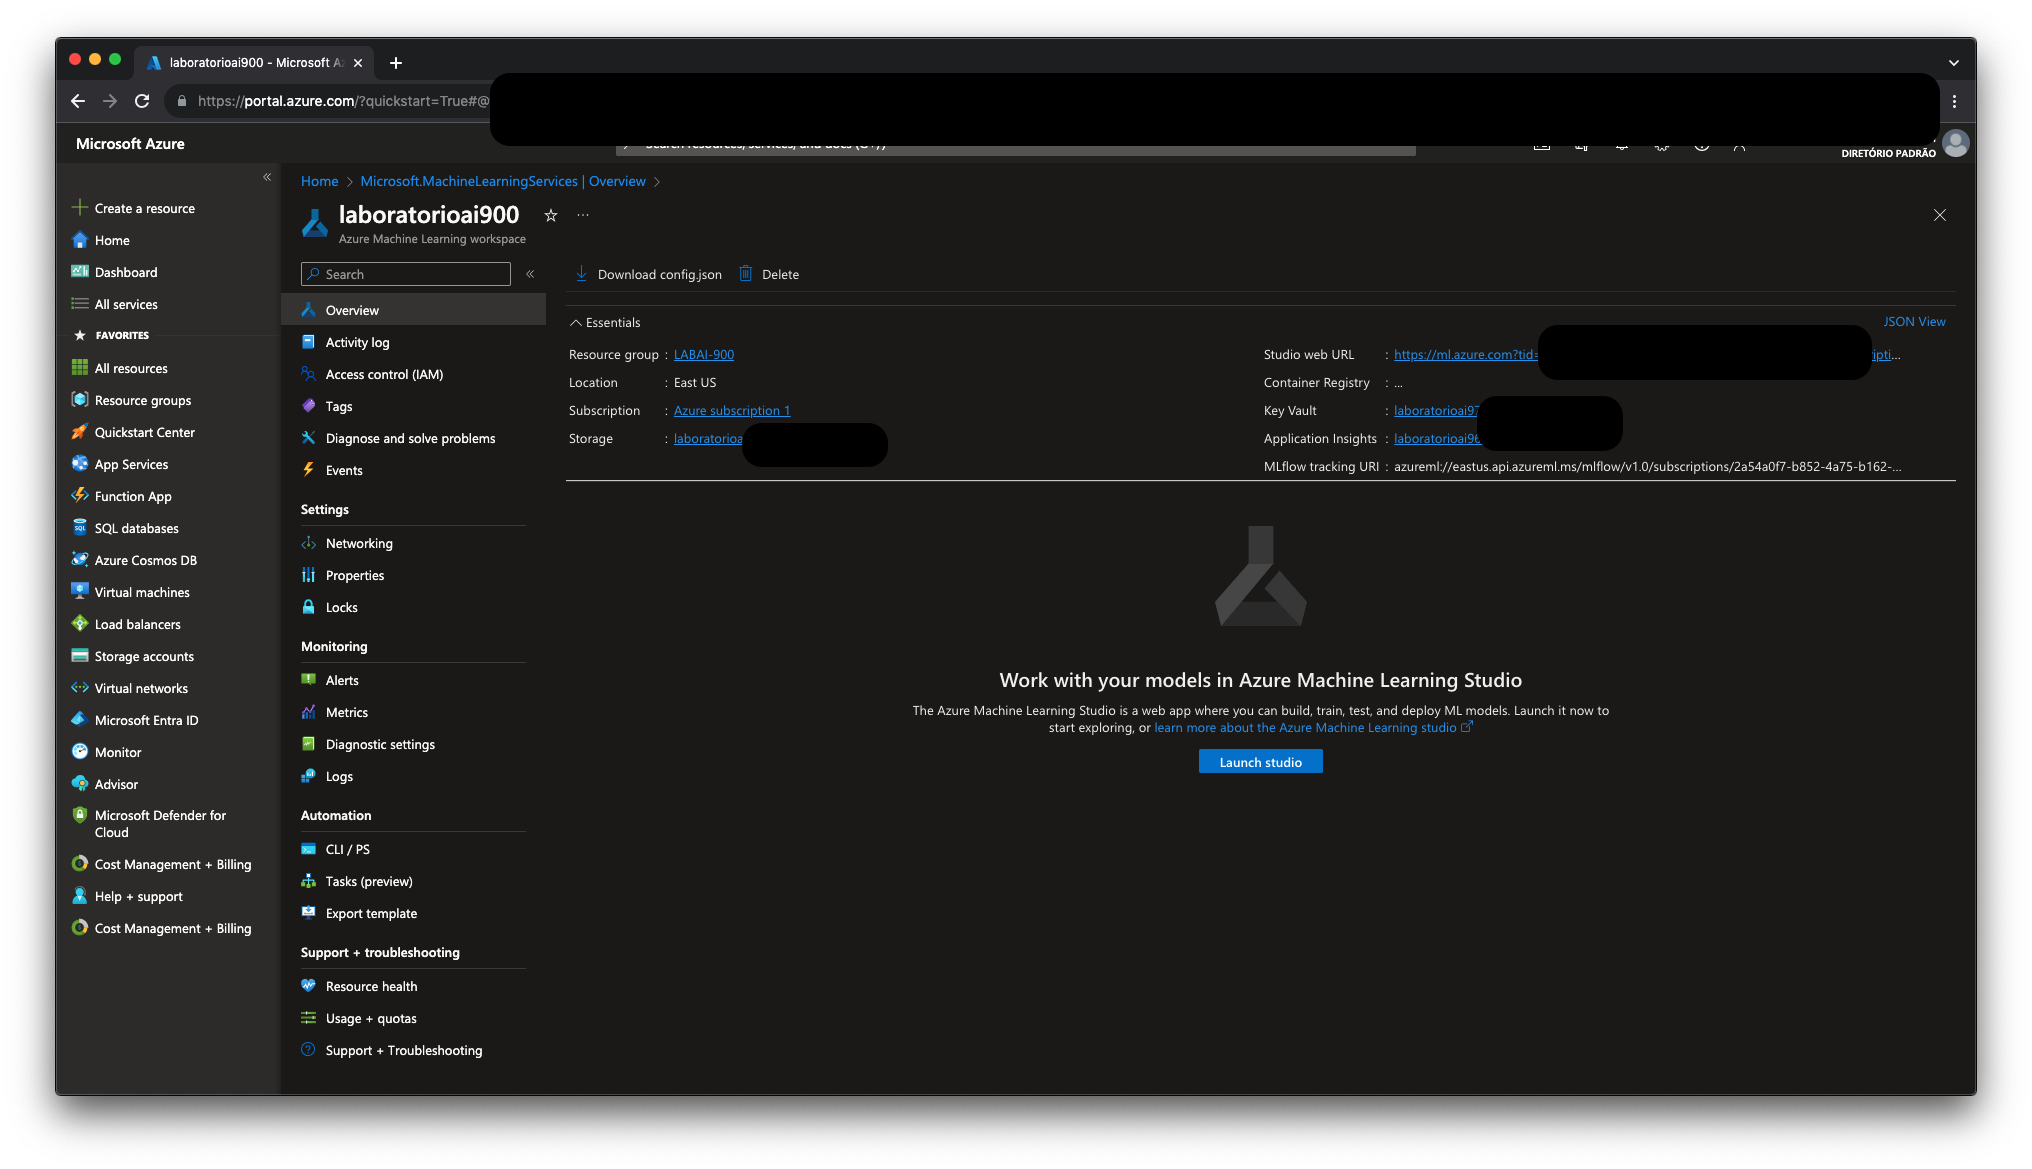 laboratorioai900 - Microsoft Az
https://portal.azure.com/?quickstart=True#@
Microsoft Azure
Search resources, services, and docs (G+/)
DIRETÓRIO PADRÃO
Create a resource
Home
Dashboard
All services
FAVORITES
All resources
Resource groups
Quickstart Center
App Services
Function App
SQL databases
Azure Cosmos DB
Virtual machines
Load balancers
Storage accounts
Virtual networks
Microsoft Entra ID
Monitor
Advisor
Microsoft Defender for
Cloud
Cost Management + Billing
Help + support
Cost Management + Billing
Home > Microsoft.MachineLearningServices | Overview >
laboratorioai900
Azure Machine Learning workspace
Search
Overview
Activity log
Access control (IAM)
Tags
Diagnose and solve problems
Events
Settings
Networking
Properties
Locks
Monitoring
Alerts
Metrics
Diagnostic settings
Logs
Automation
CLI / PS
Tasks (preview)
Export template
Support + troubleshooting
Resource health
Usage + quotas
Support + Troubleshooting
Download config.json Delete
Essentials
JSON View
Resource group : LABAI-900
Location : East US
Subscription : Azure subscription 1
Storage : laboratorioa
Studio web URL : https://ml.azure.com?tid= ripti...
Container Registry : ...
Key Vault : laboratorioai97
Application Insights : laboratorioai96
MLflow tracking URI : azureml://eastus.api.azureml.ms/mlflow/v1.0/subscriptions/2a54a0f7-b852-4a75-b162-...
Work with your models in Azure Machine Learning Studio
The Azure Machine Learning Studio is a web app where you can build, train, test, and deploy ML models. Launch it now to
start exploring, or learn more about the Azure Machine Learning studio
Launch studio